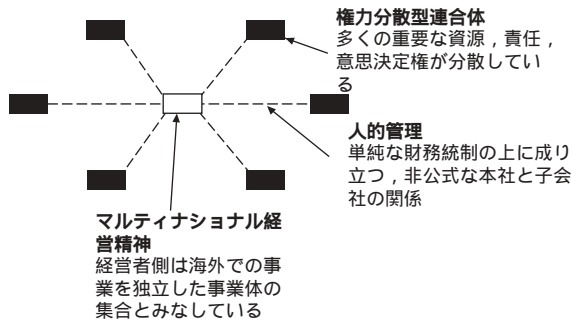 権力分散型連合体
多くの重要な資源，責任，
意思決定権が分散してい
る
人的管理
単純な財務統制の上に成り
立つ，非公式な本社と子会
社の関係
マルティナショナル経
営精神
経営者側は海外での事
業を独立した事業体の
集合とみなしている